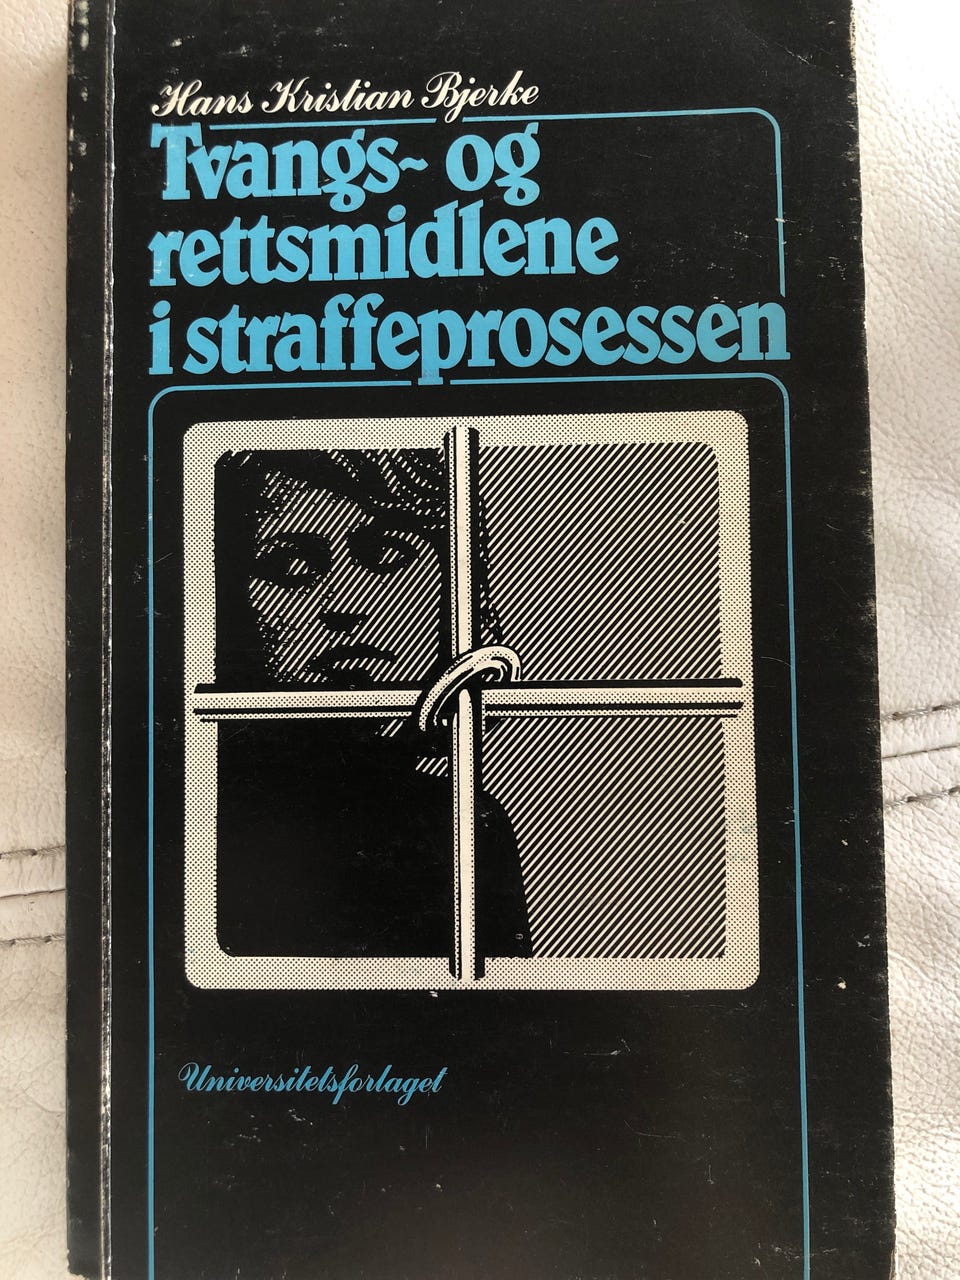 Hans Kristian Bjerke
Tvangs- og
rettsmidlene
i straffeprosessen
Universitetsforlaget